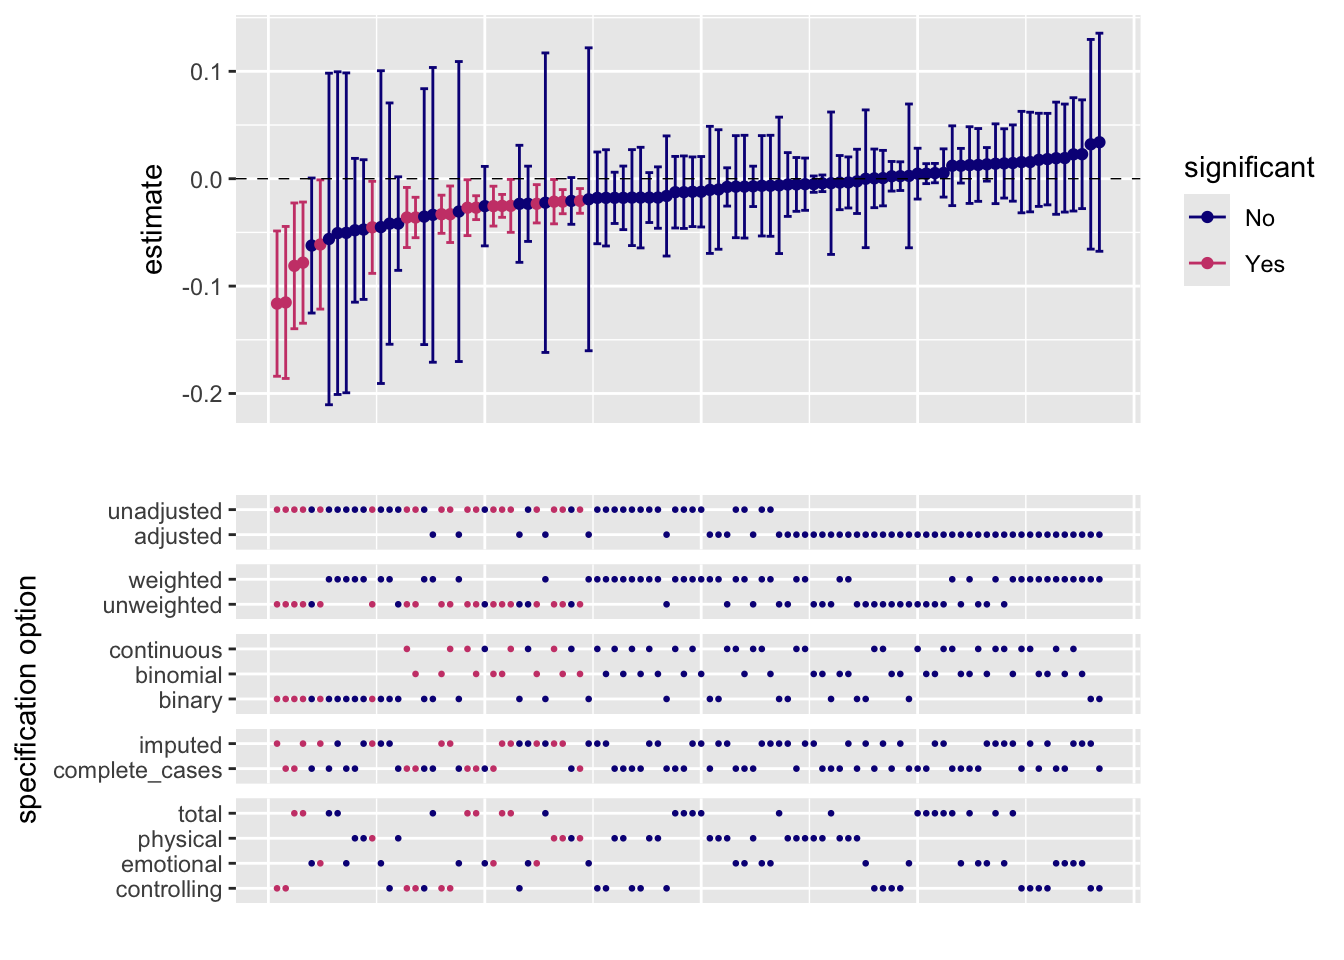 0.1
0.0
-0.1
-0.2
estimate
significant
No
Yes
unadjusted
adjusted
weighted
unweighted
continuous
binomial
binary
imputed
complete_cases
total
physical
emotional
controlling
specification option